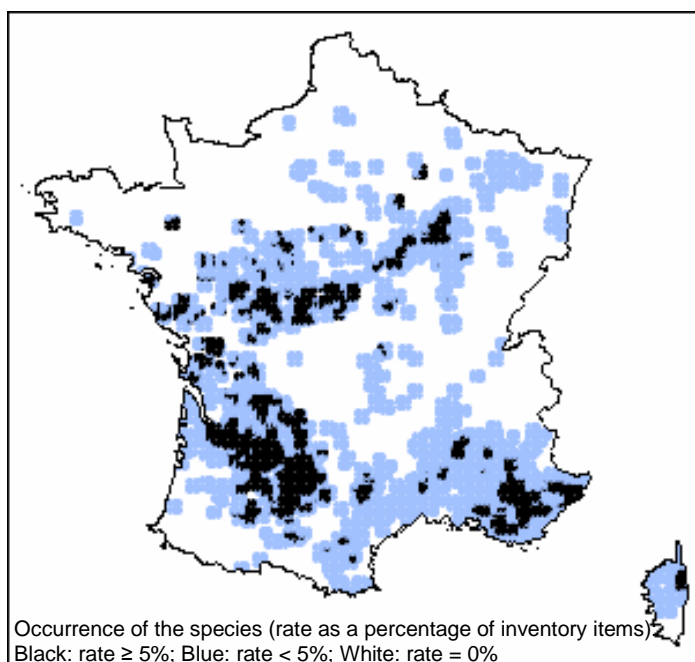 Occurrence of the species (rate as a percentage of inventory items)
Black: rate ≥ 5%; Blue: rate < 5%; White: rate = 0%